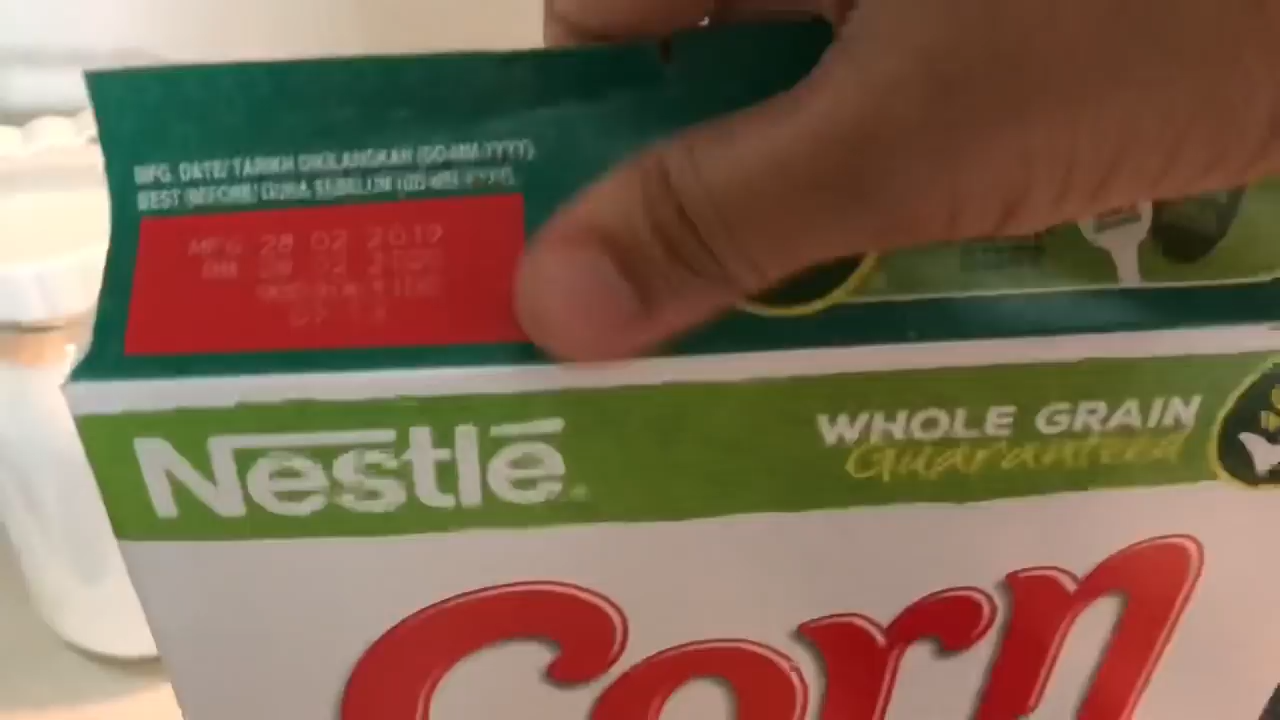 MFG. DATE/ TARIKH DIKILANGKAN (DD-MM-YYYY)
BEST BEFORE/ GUNA SEBELUM (DD-MM-YYYY)
MFG 28 02 2019
Nestlé
WHOLE GRAIN
Guaranteed
Corn